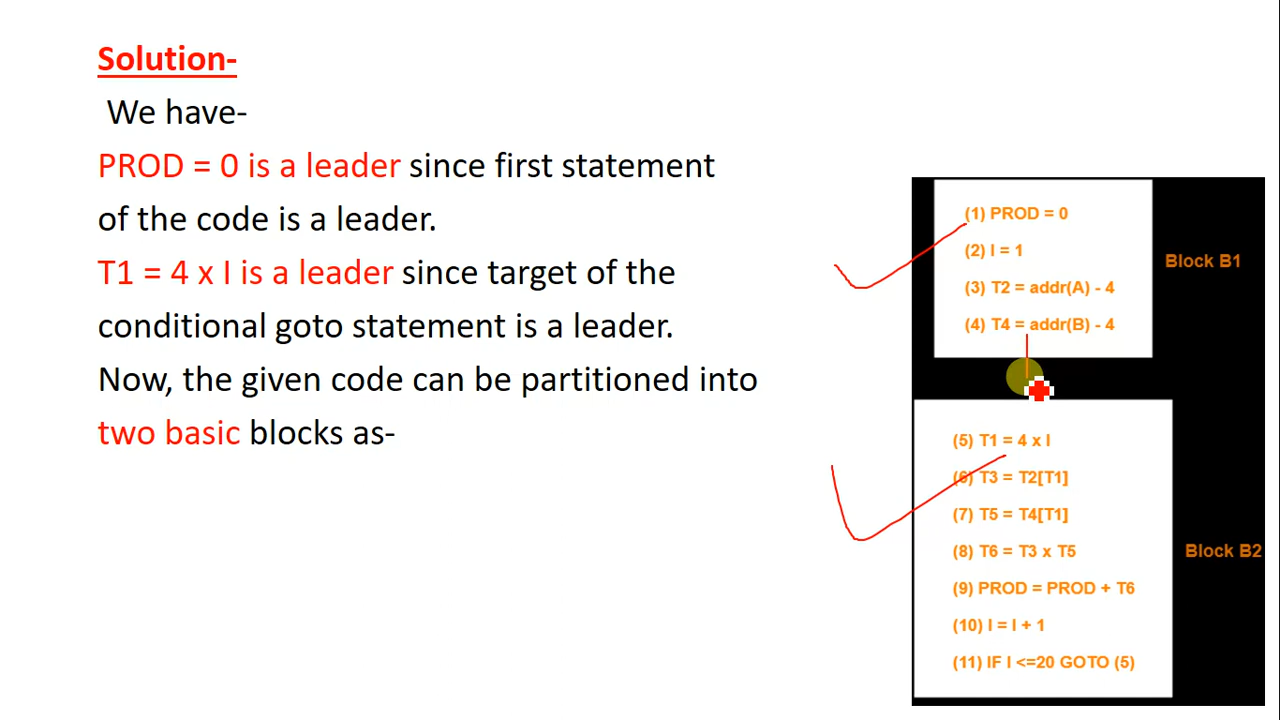 Solution-
We have-
PROD = 0 is a leader since first statement
of the code is a leader.
T1 = 4 x I is a leader since target of the
conditional goto statement is a leader.
Now, the given code can be partitioned into
two basic blocks as-
(1) PROD = 0
(2) I = 1
(3) T2 = addr(A) - 4
(4) T4 = addr(B) - 4
Block B1
(5) T1 = 4 x I
(6) T3 = T2[T1]
(7) T5 = T4[T1]
(8) T6 = T3 x T5
(9) PROD = PROD + T6
(10) I = I + 1
(11) IF I <=20 GOTO (5)
Block B2